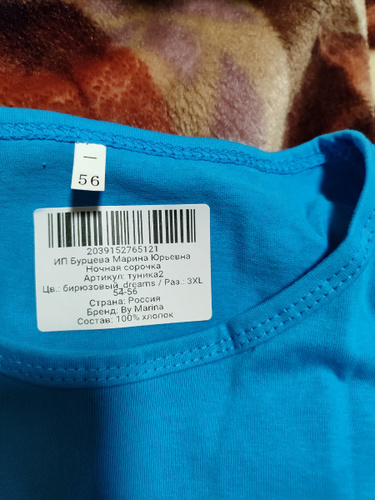 —
56
2039152765121
ИП Бурцева Марина Юрьевна
Ночная сорочка
Артикул: туника2
Цв.: бирюзовый_dreams / Раз.: 3XL
54-56
Страна: Россия
Бренд: By Marina
Состав: 100% хлопок